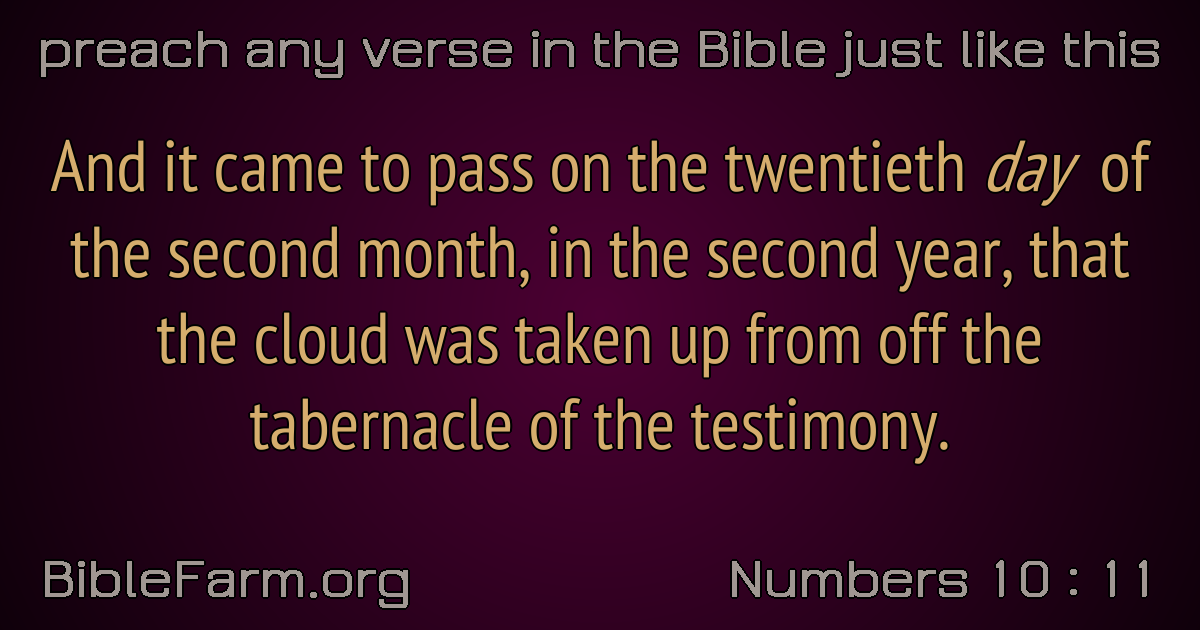 preach any verse in the Bible just like this
And it came to pass on the twentieth day of
the second month, in the second year, that
the cloud was taken up from off the
tabernacle of the testimony.
BibleFarm.org
Numbers 10 : 11